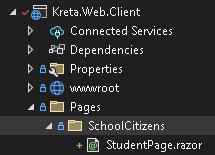 Kreta.Web.Client
Connected Services
Dependencies
Properties
wwwroot
Pages
SchoolCitizens
StudentPage.razor